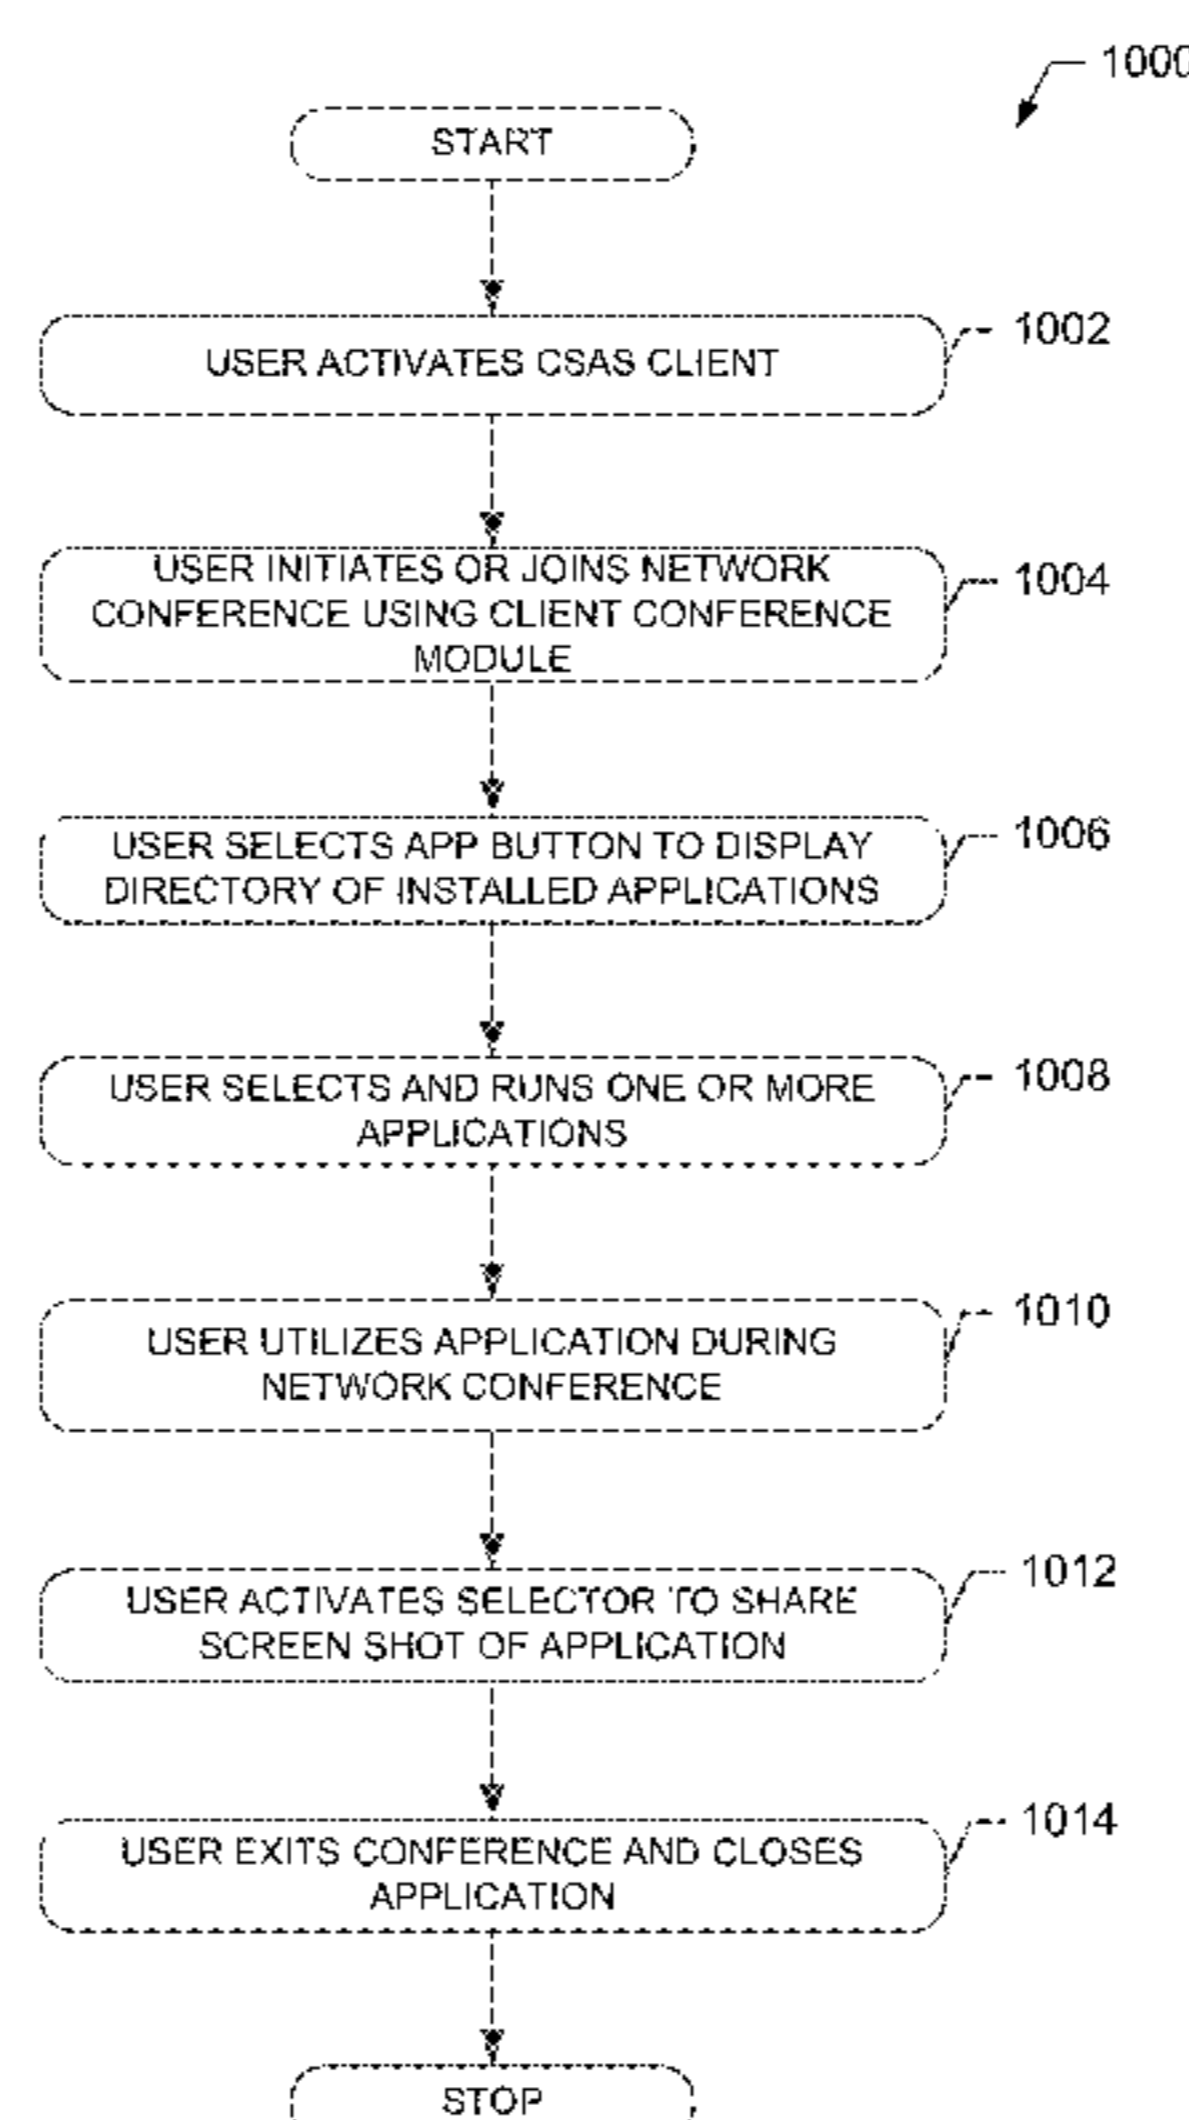 1000
START
USER ACTIVATES CSAS CLIENT
1002
USER INITIATES OR JOINS NETWORK
CONFERENCE USING CLIENT CONFERENCE
MODULE
1004
USER SELECTS APP BUTTON TO DISPLAY
DIRECTORY OF INSTALLED APPLICATIONS
1006
USER SELECTS AND RUNS ONE OR MORE
APPLICATIONS
1008
USER UTILIZES APPLICATION DURING
NETWORK CONFERENCE
1010
USER ACTIVATES SELECTOR TO SHARE
SCREEN SHOT OF APPLICATION
1012
USER EXITS CONFERENCE AND CLOSES
APPLICATION
1014
STOP